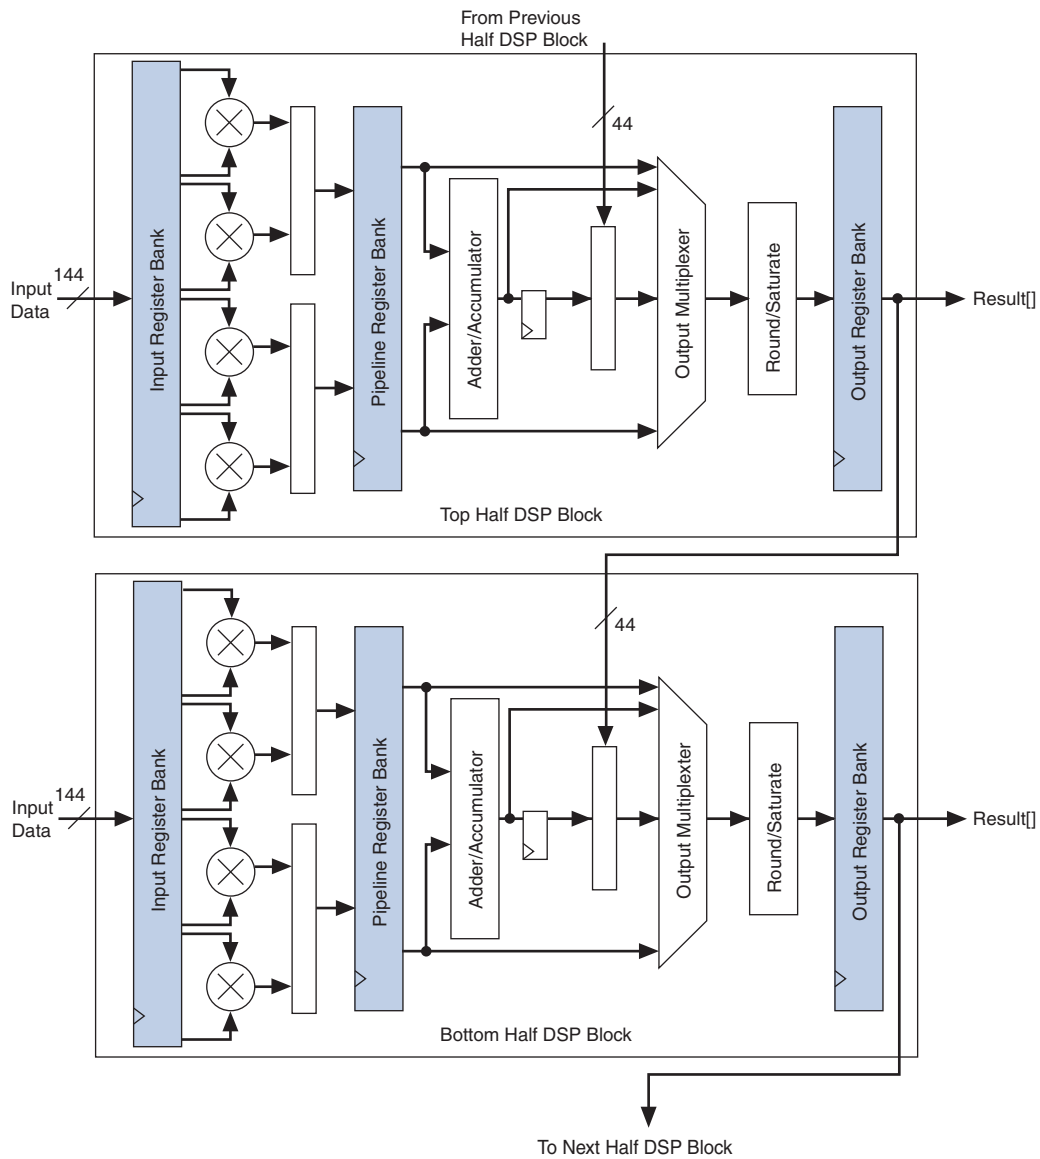 From Previous
Half DSP Block
44
144
Input
Data
Input Register Bank
Pipeline Register Bank
Adder/Accumulator
Output Multiplexer
Round/Saturate
Output Register Bank
Result[]
Top Half DSP Block
44
144
Input
Data
Input Register Bank
Pipeline Register Bank
Adder/Accumulator
Output Multiplexter
Round/Saturate
Output Register Bank
Result[]
Bottom Half DSP Block
To Next Half DSP Block